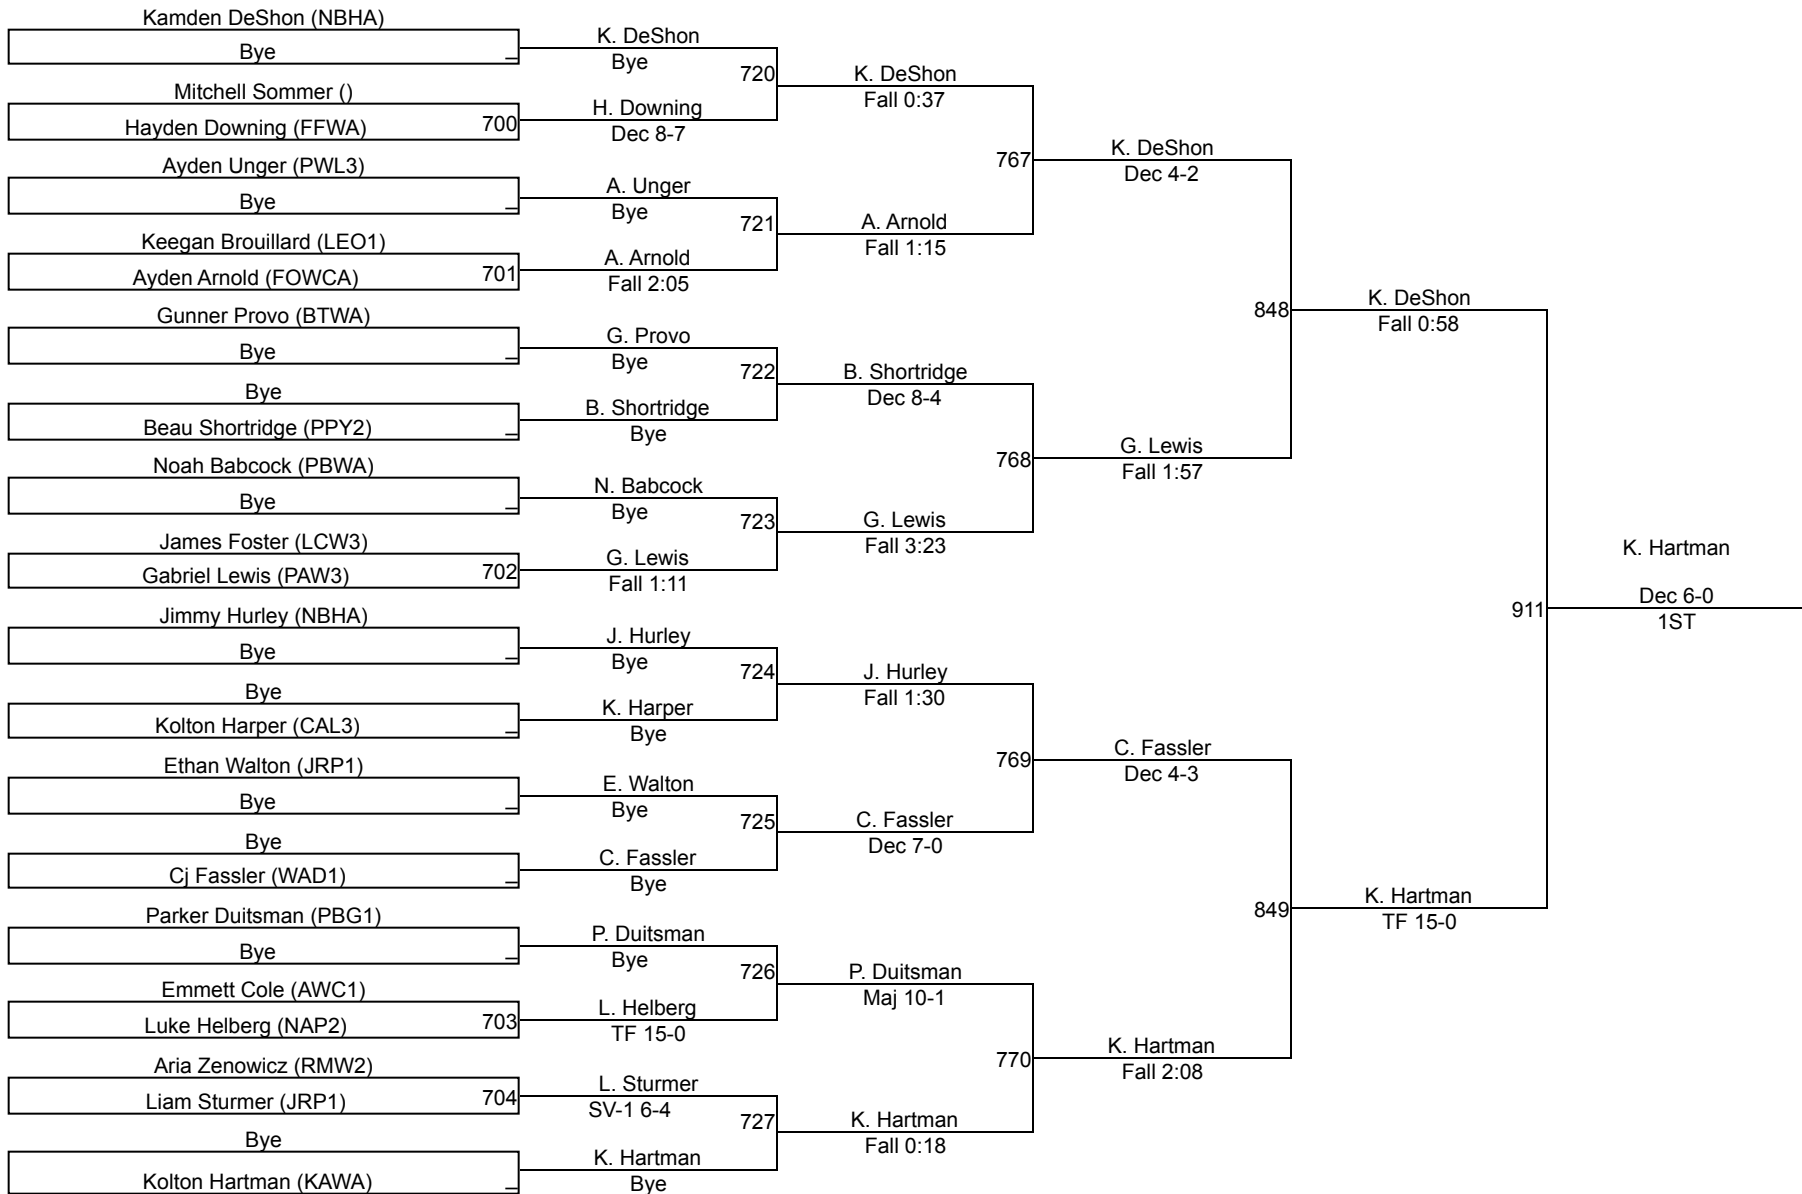 Kamden DeShon (NBHA)
Bye _
Mitchell Sommer ()
Hayden Downing (FFWA) 700
Ayden Unger (PWL3)
Bye _
Keegan Brouillard (LEO1)
Ayden Arnold (FOWCA) 701
Gunner Provo (BTWA)
Bye _
Bye
Beau Shortridge (PPY2) _
Noah Babcock (PBWA)
Bye _
James Foster (LCW3)
Gabriel Lewis (PAW3) 702
Jimmy Hurley (NBHA)
Bye _
Bye
Kolton Harper (CAL3) _
Ethan Walton (JRP1)
Bye _
Bye
Cj Fassler (WAD1) _
Parker Duitsman (PBG1)
Bye _
Emmett Cole (AWC1)
Luke Helberg (NAP2) 703
Aria Zenowicz (RMW2)
Liam Sturmer (JRP1) 704
Bye
Kolton Hartman (KAWA) _
K. DeShon
Bye
720
H. Downing
Dec 8-7
A. Unger
Bye
721
A. Arnold
Fall 2:05
G. Provo
Bye
722
B. Shortridge
Bye
N. Babcock
Bye
723
G. Lewis
Fall 1:11
J. Hurley
Bye
724
K. Harper
Bye
E. Walton
Bye
725
C. Fassler
Bye
P. Duitsman
Bye
726
L. Helberg
TF 15-0
L. Sturmer
SV-1 6-4
727
K. Hartman
Bye
K. DeShon
Fall 0:37
767
A. Arnold
Fall 1:15
B. Shortridge
Dec 8-4
768
G. Lewis
Fall 3:23
J. Hurley
Fall 1:30
769
C. Fassler
Dec 7-0
P. Duitsman
Maj 10-1
770
K. Hartman
Fall 0:18
K. DeShon
Dec 4-2
848
G. Lewis
Fall 1:57
C. Fassler
Dec 4-3
849
K. Hartman
Fall 2:08
K. DeShon
Fall 0:58
911
K. Hartman
TF 15-0
K. Hartman
Dec 6-0
1ST